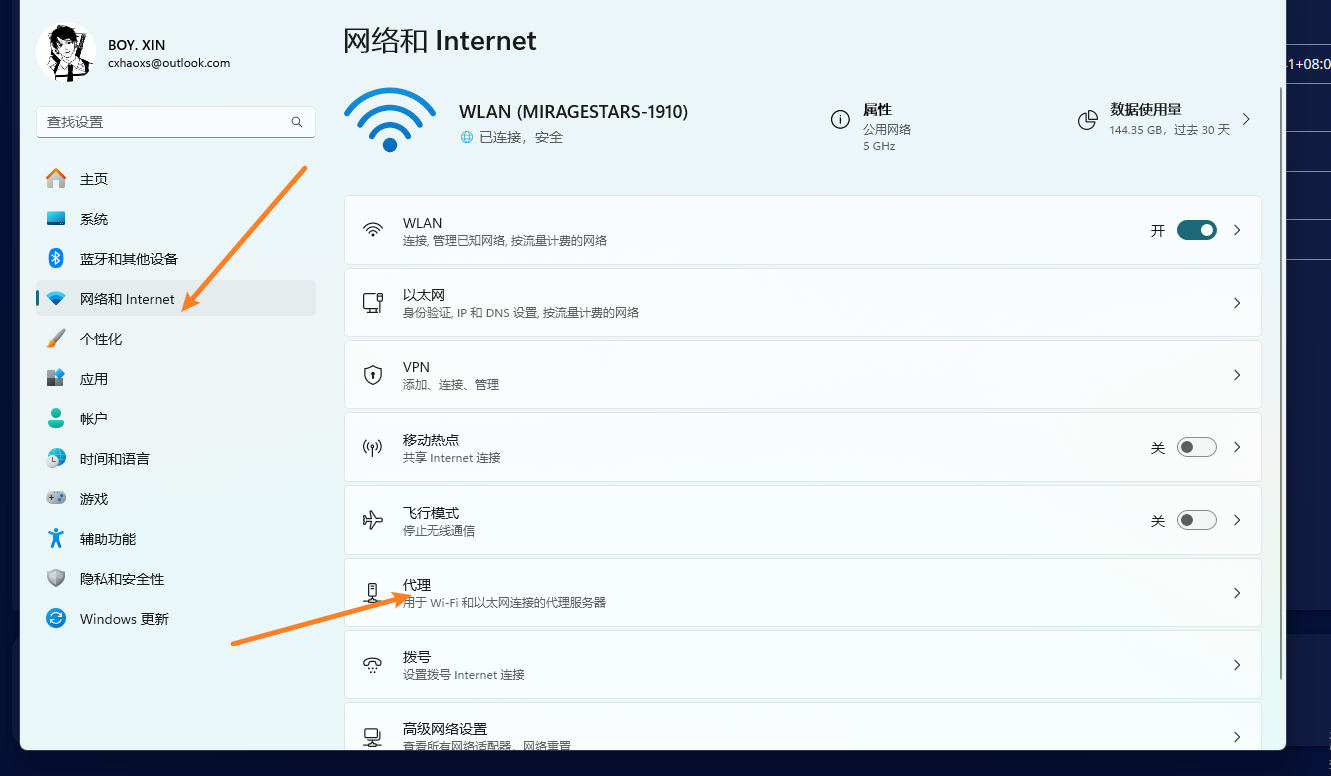 BOY. XIN
cxhaoxs@outlook.com
查找设置
主页
系统
蓝牙和其他设备
网络和 Internet
个性化
应用
帐户
时间和语言
游戏
辅助功能
隐私和安全性
Windows 更新
网络和 Internet
WLAN (MIRAGESTARS-1910)
已连接，安全
属性
公用网络
5 GHz
数据使用量
144.35 GB，过去 30 天
WLAN
连接, 管理已知网络, 按流量计费的网络
开
以太网
身份验证, IP 和 DNS 设置, 按流量计费的网络
VPN
添加、连接、管理
移动热点
共享 Internet 连接
关
飞行模式
停止无线通信
关
代理
用于 Wi-Fi 和以太网连接的代理服务器
拨号
设置拨号 Internet 连接
高级网络设置
查看所有网络适配器，网络重置
1+08:0